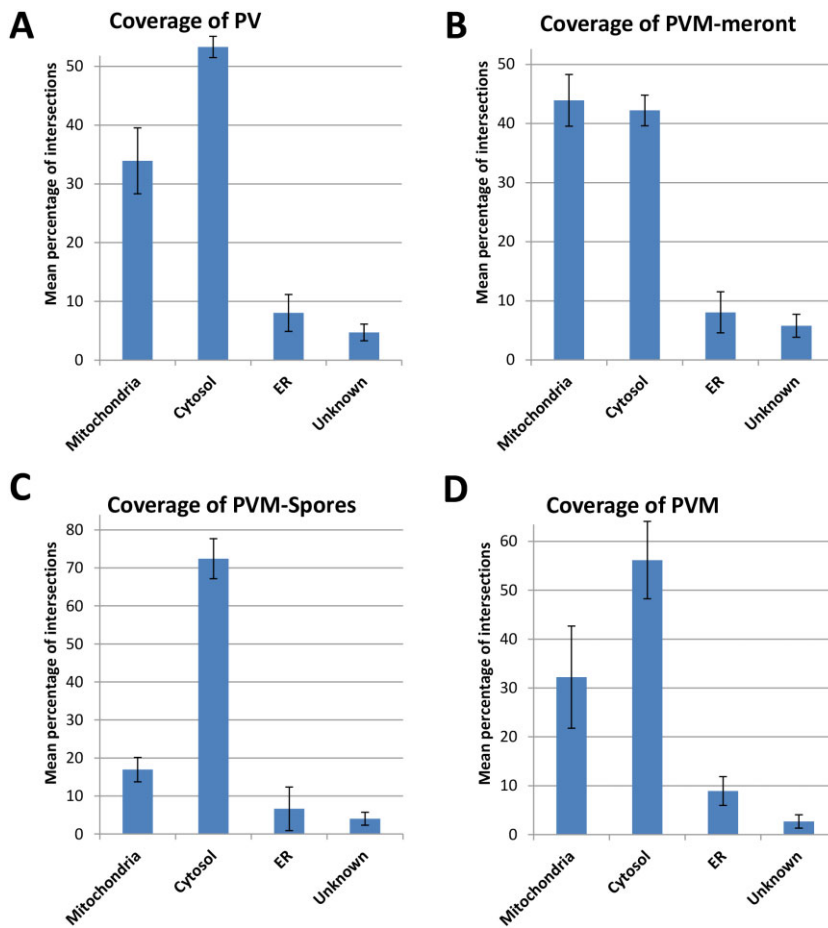 A
Coverage of PV
Mean percentage of intersections
50
40
30
20
10
0
Mitochondria
Cytosol
ER
Unknown
B
Coverage of PVM-meront
Mean percentage of intersections
50
40
30
20
10
0
Mitochondria
Cytosol
ER
Unknown
C
Coverage of PVM-Spores
Mean percentage of intersections
80
70
60
50
40
30
20
10
0
Mitochondria
Cytosol
ER
Unknown
D
Coverage of PVM
Mean percentage of intersections
60
50
40
30
20
10
0
Mitochondria
Cytosol
ER
Unknown